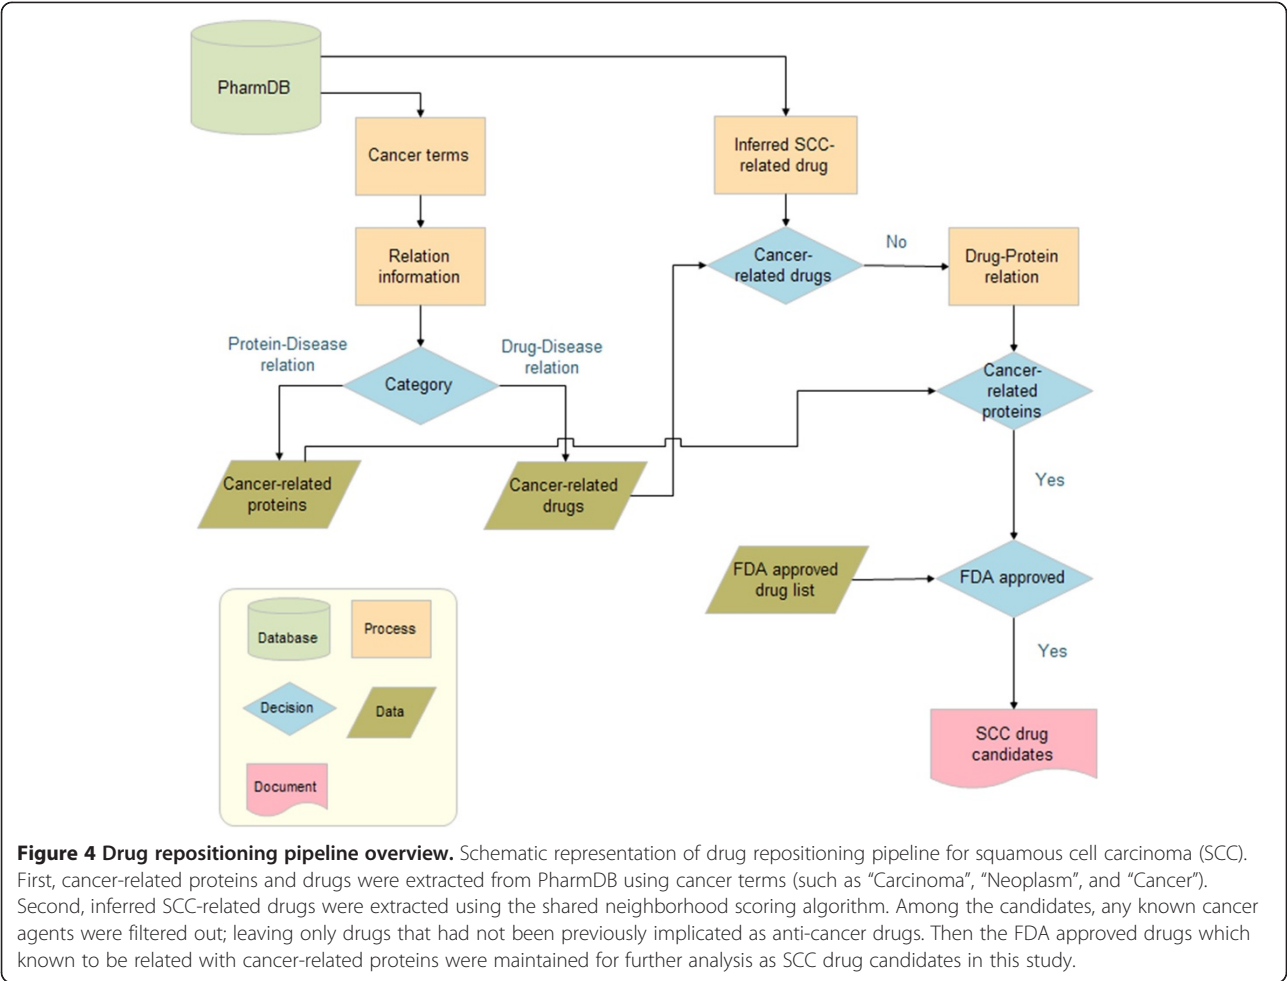 PharmDB
Cancer terms
Inferred SCC-
related drug
Relation
information
Cancer-
related drugs
No
Drug-Protein
relation
Protein-Disease
relation
Category
Drug-Disease
relation
Cancer-
related
proteins
Cancer-related
proteins
Cancer-related
drugs
Yes
FDA approved
drug list
FDA approved
Yes
SCC drug
candidates
Database
Process
Decision
Data
Document
Figure 4 Drug repositioning pipeline overview. Schematic representation of drug repositioning pipeline for squamous cell carcinoma (SCC).
First, cancer-related proteins and drugs were extracted from PharmDB using cancer terms (such as “Carcinoma”, “Neoplasm”, and “Cancer”).
Second, inferred SCC-related drugs were extracted using the shared neighborhood scoring algorithm. Among the candidates, any known cancer
agents were filtered out; leaving only drugs that had not been previously implicated as anti-cancer drugs. Then the FDA approved drugs which
known to be related with cancer-related proteins were maintained for further analysis as SCC drug candidates in this study.